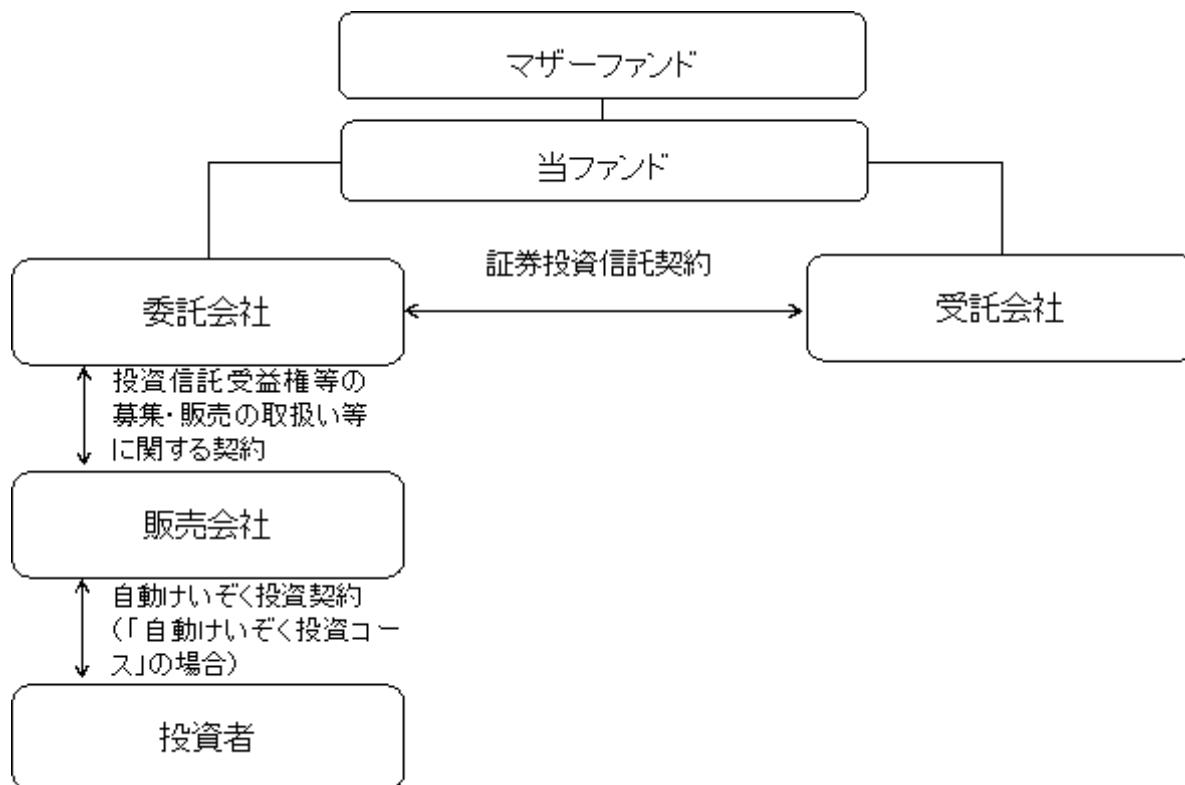 マザーファンド
当ファンド
証券投資信託契約
委託会社
受託会社
投資信託受益権等の
募集・販売の取扱い等
に関する契約
販売会社
自動けいぞく投資契約
(「自動けいぞく投資コー
ス」の場合)
投資者